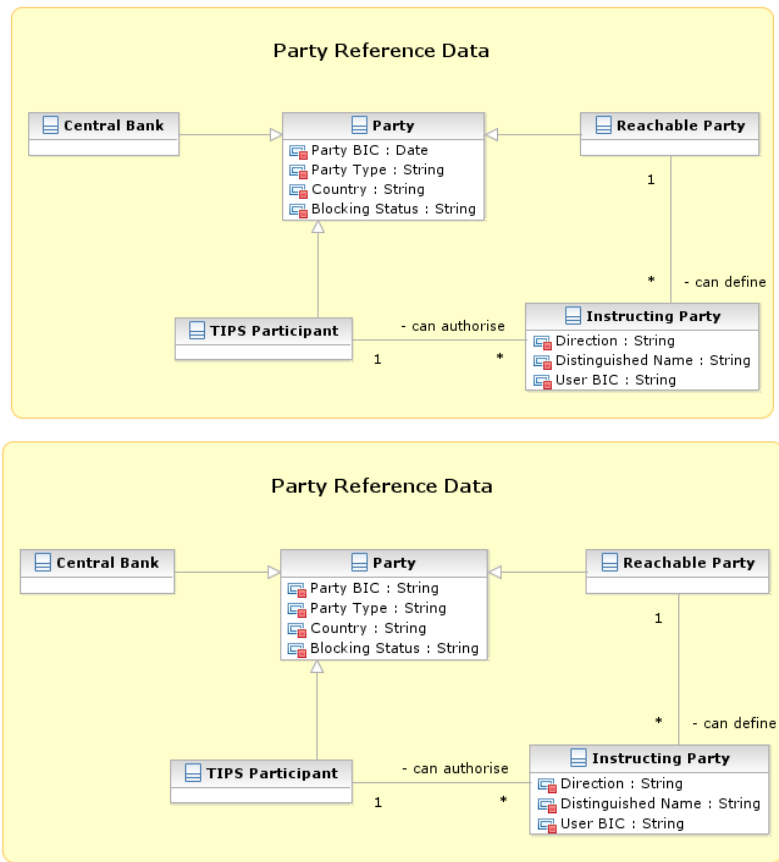 Party Reference Data
Central Bank
Party
Reachable Party
Party BIC : Date
Party Type : String
Country : String
Blocking Status : String
1
* - can define
TIPS Participant
- can authorise
1 *
Instructing Party
Direction : String
Distinguished Name : String
User BIC : String
Party Reference Data
Central Bank
Party
Reachable Party
Party BIC : String
Party Type : String
Country : String
Blocking Status : String
1
* - can define
TIPS Participant
- can authorise
1 *
Instructing Party
Direction : String
Distinguished Name : String
User BIC : String